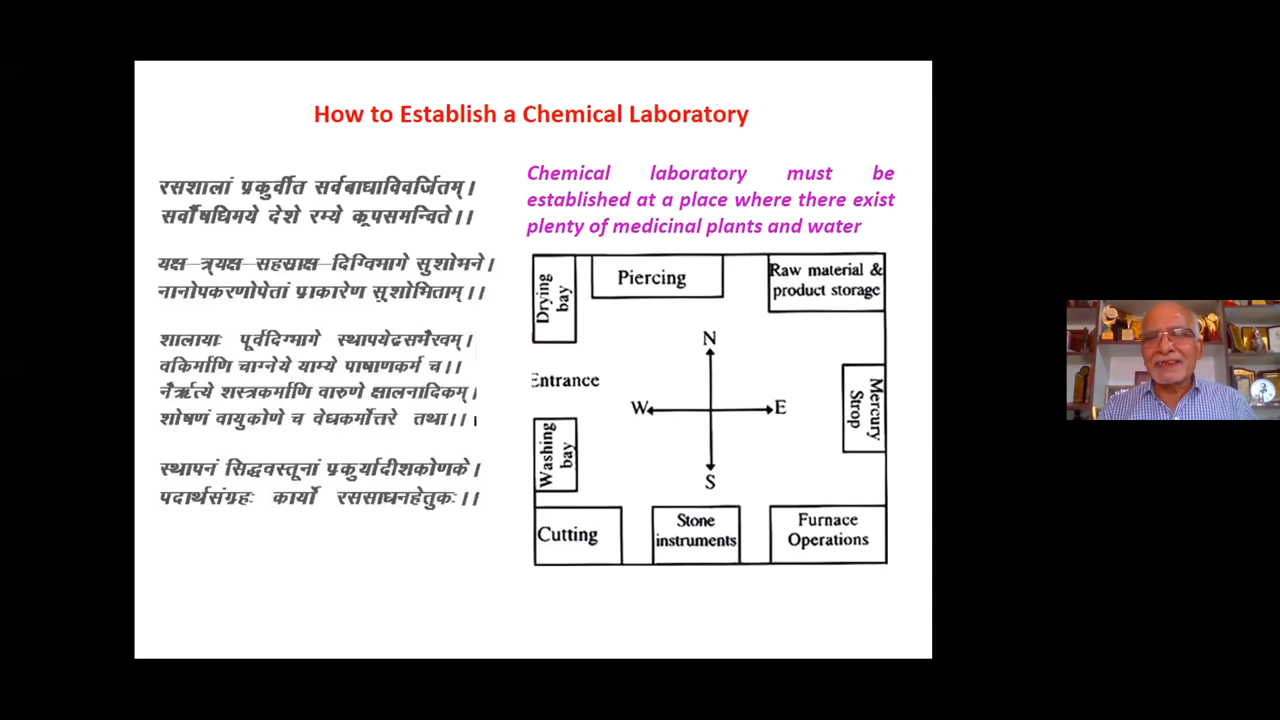 How to Establish a Chemical Laboratory
रसशालां प्रकुर्वीत सर्वबाधाविवर्जितम्।
सर्वौषधिमये देशे रम्ये कूपसमन्विते।।
यक्ष त्र्यक्ष सहस्राक्ष दिग्विभागे सुशोभने।
नानोपकरणोपेतां प्राकारेण सुशोभिताम्।।
शालायाः पूर्वदिग्भागे स्थापयेद्रसभैरवम्।
वकिर्माणि चाग्नेये याम्ये पाषाणकर्म च।।
नैर्ऋत्ये शस्त्रकर्माणि वारुणे क्षालनादिकम्।
शोषणं वायुकोणे च वेधकर्मोत्तरे तथा।।
स्थापनं सिद्धवस्तूनां प्रकुर्यादीशकोणके।
पदार्थसंग्रहः कार्यो रससाधनहेतुकः।।
Chemical laboratory must be
established at a place where there exist
plenty of medicinal plants and water
Drying
bay
Piercing
Raw material &
product storage
N
Entrance
W
E
Mercury
Strop
Washing
bay
S
Cutting
Stone
instruments
Furnace
Operations